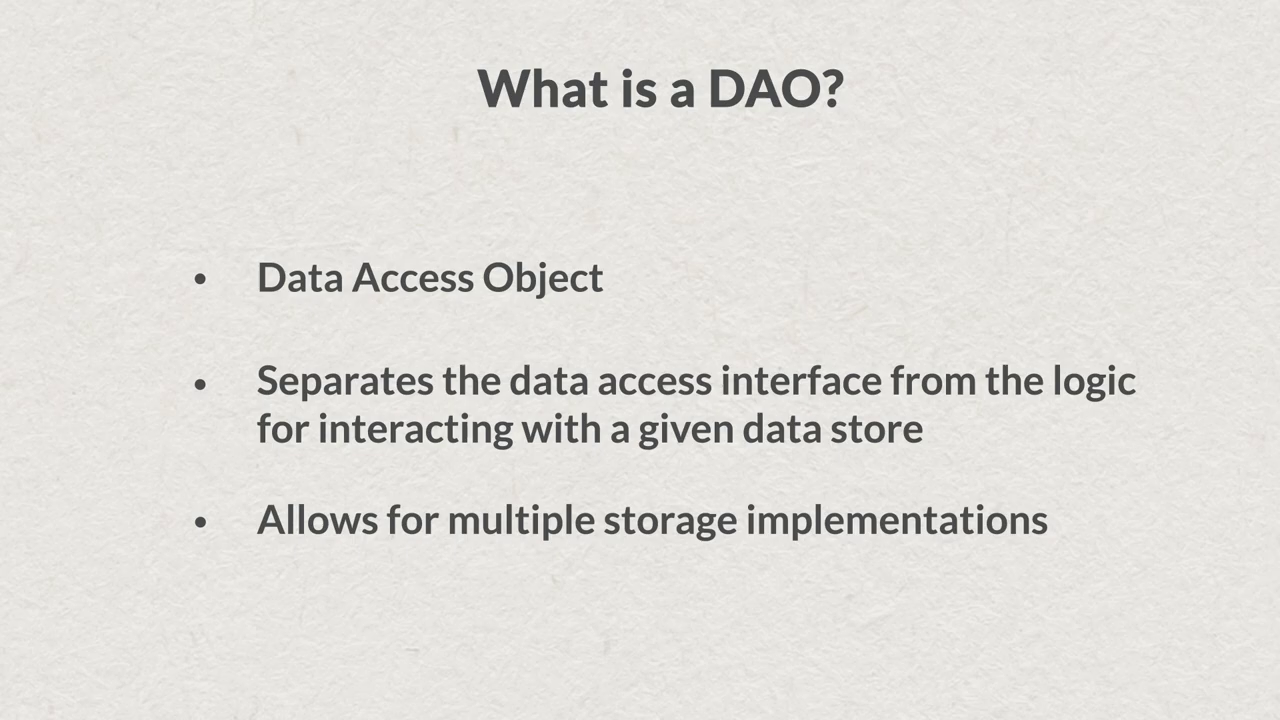 What is a DAO?
• Data Access Object
• Separates the data access interface from the logic
for interacting with a given data store
• Allows for multiple storage implementations